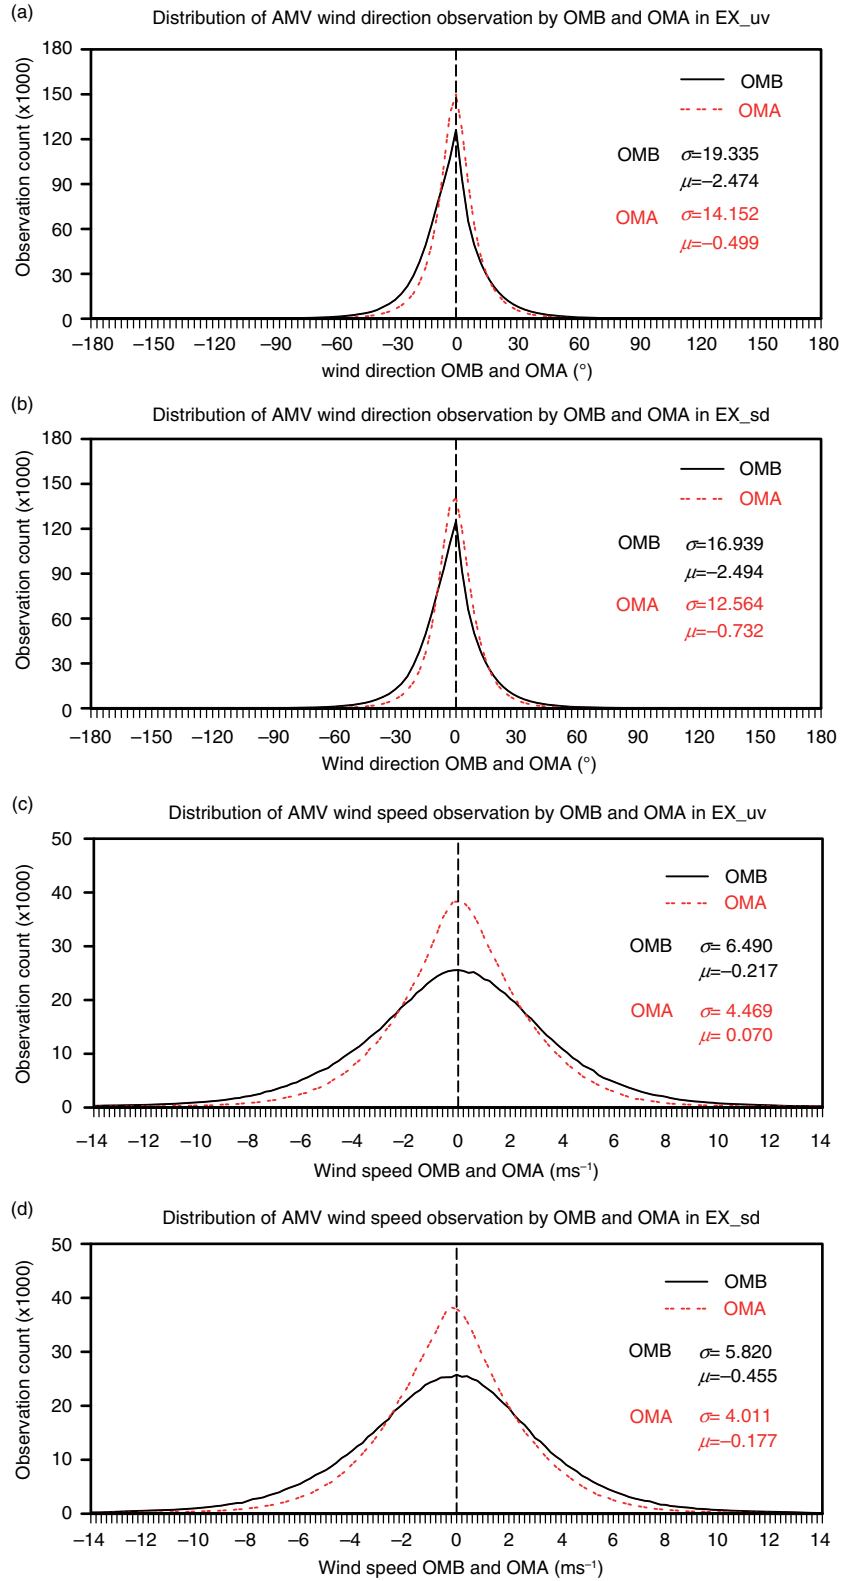 (a)
Distribution of AMV wind direction observation by OMB and OMA in EX_uv
Observation count (x1000)
180
150
120
90
60
30
0
OMB
OMA
OMB σ=19.335
μ=−2.474
OMA σ=14.152
μ=−0.499
−180 −150 −120 −90 −60 −30 0 30 60 90 120 150 180
wind direction OMB and OMA (°)
(b)
Distribution of AMV wind direction observation by OMB and OMA in EX_sd
Observation count (x1000)
180
150
120
90
60
30
0
OMB
OMA
OMB σ=16.939
μ=−2.494
OMA σ=12.564
μ=−0.732
−180 −150 −120 −90 −60 −30 0 30 60 90 120 150 180
Wind direction OMB and OMA (°)
(c)
Distribution of AMV wind speed observation by OMB and OMA in EX_uv
Observation count (x1000)
50
40
30
20
10
0
OMB
OMA
OMB σ= 6.490
μ=−0.217
OMA σ= 4.469
μ= 0.070
−14 −12 −10 −8 −6 −4 −2 0 2 4 6 8 10 12 14
Wind speed OMB and OMA (ms⁻¹)
(d)
Distribution of AMV wind speed observation by OMB and OMA in EX_sd
Observation count (x1000)
50
40
30
20
10
0
OMB
OMA
OMB σ= 5.820
μ=−0.455
OMA σ= 4.011
μ=−0.177
−14 −12 −10 −8 −6 −4 −2 0 2 4 6 8 10 12 14
Wind speed OMB and OMA (ms⁻¹)